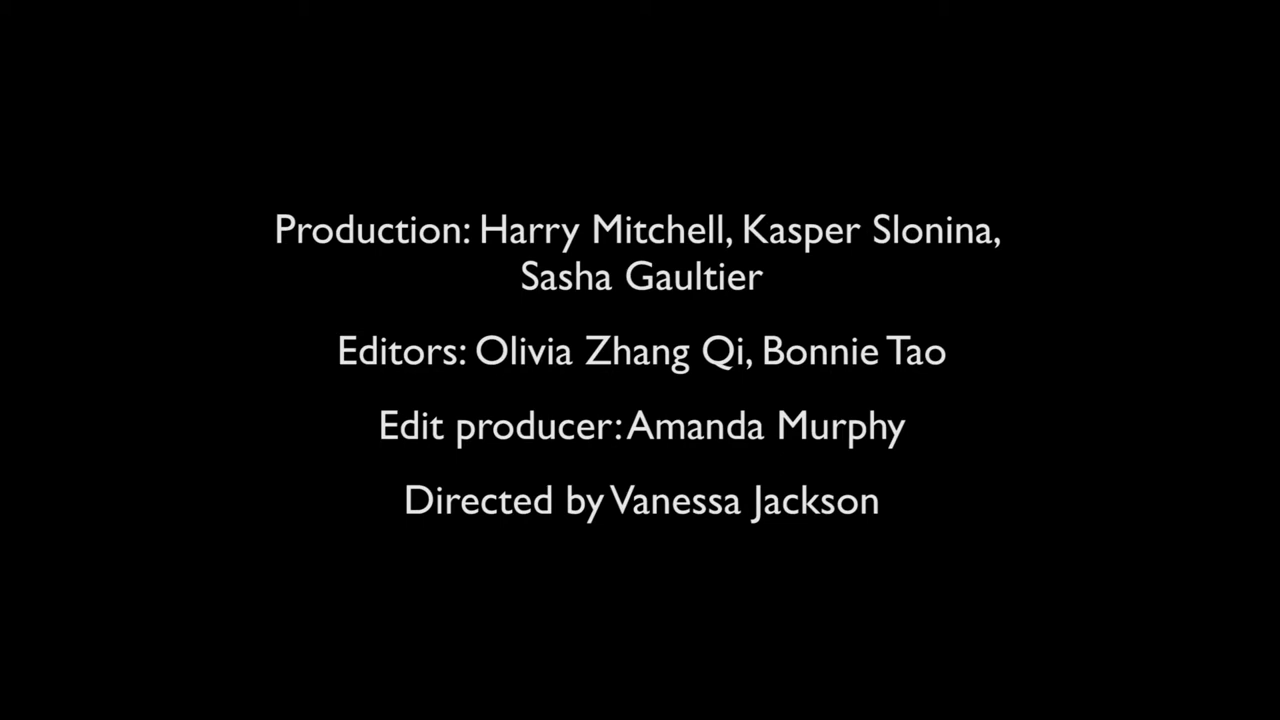 Production: Harry Mitchell, Kasper Slonina,
Sasha Gaultier
Editors: Olivia Zhang Qi, Bonnie Tao
Edit producer: Amanda Murphy
Directed by Vanessa Jackson